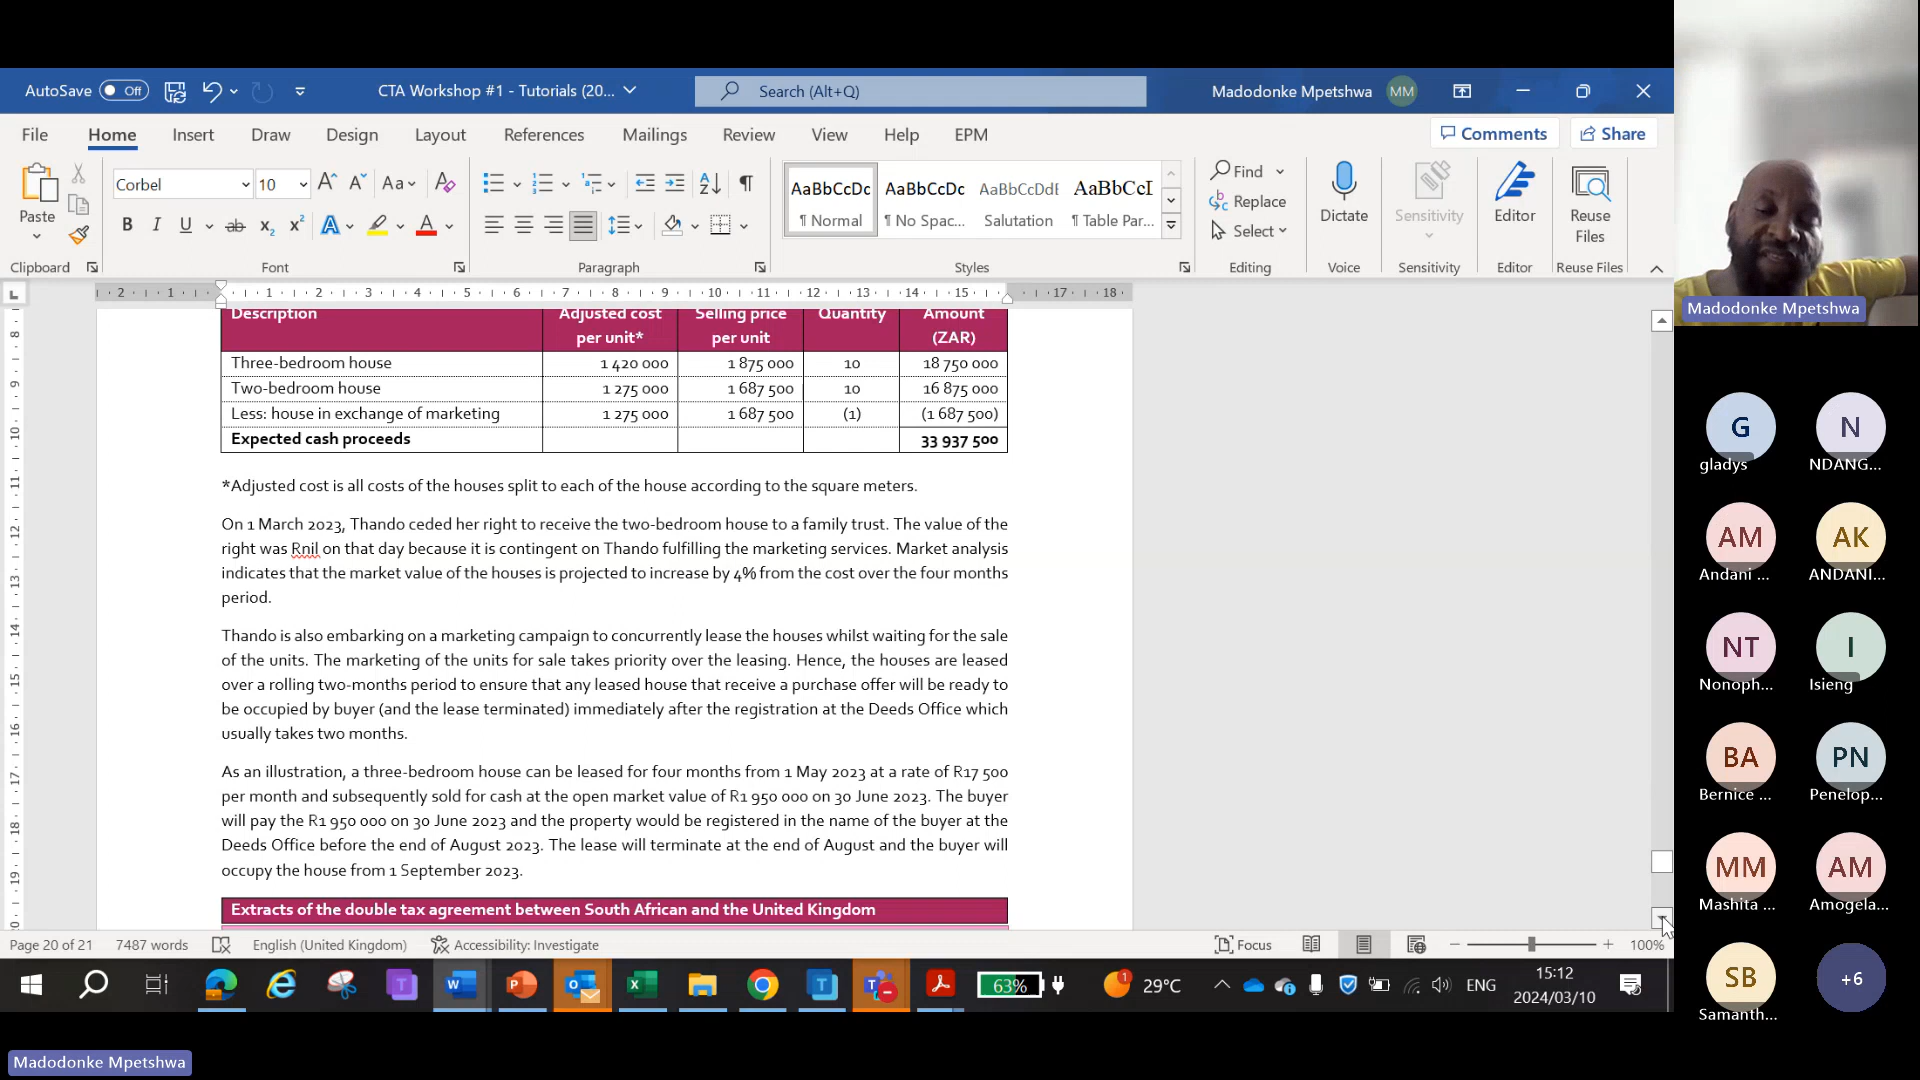 AutoSave Off
CTA Workshop #1 - Tutorials (20...
Search (Alt+Q)
Madodonke Mpetshwa MM
File Home Insert Draw Design Layout References Mailings Review View Help EPM
Comments Share
Paste
Clipboard
Corbel 10
Font
Paragraph
AaBbCcDc AaBbCcDc AaBbCcDdE AaBbCcI
¶ Normal ¶ No Spac... Salutation ¶ Table Par...
Styles
Find
Replace
Select
Editing
Dictate
Voice
Sensitivity
Sensitivity
Editor
Editor
Reuse
Files
Reuse Files
2 1 1 2 3 4 5 6 7 8 9 10 11 12 13 14 15 17 18
Description Adjusted cost per unit* Selling price per unit Quantity Amount (ZAR)
Three-bedroom house 1 420 000 1 875 000 10 18 750 000
Two-bedroom house 1 275 000 1 687 500 10 16 875 000
Less: house in exchange of marketing 1 275 000 1 687 500 (1) (1 687 500)
Expected cash proceeds 33 937 500
*Adjusted cost is all costs of the houses split to each of the house according to the square meters.
On 1 March 2023, Thando ceded her right to receive the two-bedroom house to a family trust. The value of the
right was Rnil on that day because it is contingent on Thando fulfilling the marketing services. Market analysis
indicates that the market value of the houses is projected to increase by 4% from the cost over the four months
period.
Thando is also embarking on a marketing campaign to concurrently lease the houses whilst waiting for the sale
of the units. The marketing of the units for sale takes priority over the leasing. Hence, the houses are leased
over a rolling two-months period to ensure that any leased house that receive a purchase offer will be ready to
be occupied by buyer (and the lease terminated) immediately after the registration at the Deeds Office which
usually takes two months.
As an illustration, a three-bedroom house can be leased for four months from 1 May 2023 at a rate of R17 500
per month and subsequently sold for cash at the open market value of R1 950 000 on 30 June 2023. The buyer
will pay the R1 950 000 on 30 June 2023 and the property would be registered in the name of the buyer at the
Deeds Office before the end of August 2023. The lease will terminate at the end of August and the buyer will
occupy the house from 1 September 2023.
Extracts of the double tax agreement between South African and the United Kingdom
Page 20 of 21 7487 words English (United Kingdom) Accessibility: Investigate Focus 100%
63% 1 29°C ENG
15:12
2024/03/10
Madodonke Mpetshwa
Madodonke Mpetshwa
G N
gladys NDANG...
AM AK
Andani ... ANDANI...
NT I
Nonoph... Isieng
BA PN
Bernice ... Penelop...
MM AM
Mashita ... Amogela...
SB +6
Samanth...